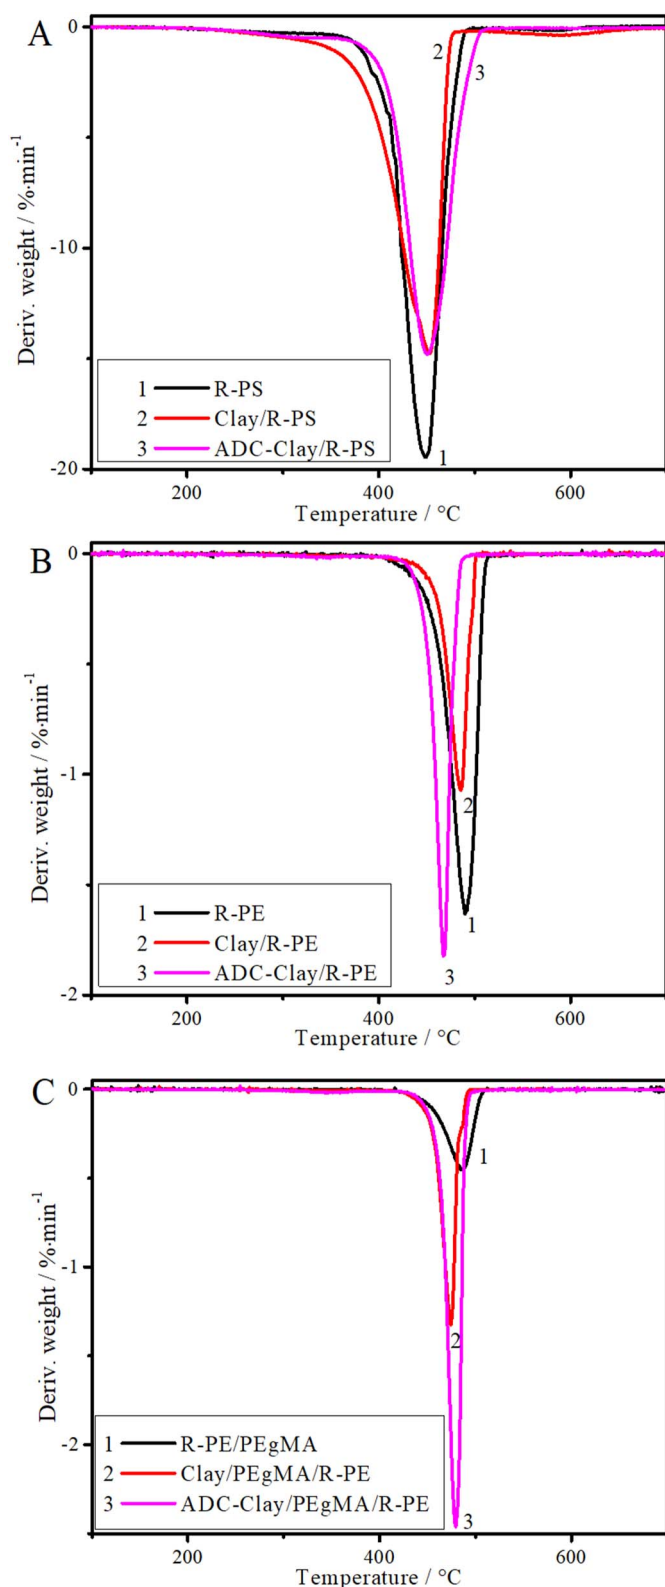 A
0
-10
-20
Deriv. weight / %·min⁻¹
2
3
1
1 R-PS
2 Clay/R-PS
3 ADC-Clay/R-PS
200 400 600
Temperature / °C
B
0
-1
-2
Deriv. weight / %·min⁻¹
2
1
3
1 R-PE
2 Clay/R-PE
3 ADC-Clay/R-PE
200 400 600
Temperature / °C
C
0
-1
-2
Deriv. weight / %·min⁻¹
1
2
3
1 R-PE/PEgMA
2 Clay/PEgMA/R-PE
3 ADC-Clay/PEgMA/R-PE
200 400 600
Temperature / °C